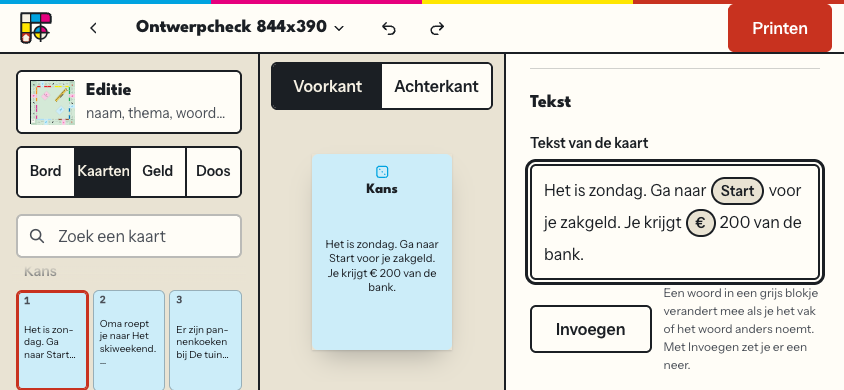 Ontwerpcheck 844x390
Printen
Editie
naam, thema, woord...
Bord
Kaarten
Geld
Doos
Zoek een kaart
Kans
1
Het is zon-
dag. Ga
naar Start...
2
Oma roept
je naar Het
skiweekend.
...
3
Er zijn pan-
nenkoeken
bij De tuin...
Voorkant
Achterkant
Kans
Het is zondag. Ga naar
Start voor je zakgeld.
Je krijgt € 200 van de
bank.
Tekst
Tekst van de kaart
Het is zondag. Ga naar Start voor
je zakgeld. Je krijgt € 200 van de
bank.
Invoegen
Een woord in een grijs blokje
verandert mee als je het vak
of het woord anders noemt.
Met Invoegen zet je er een
neer.